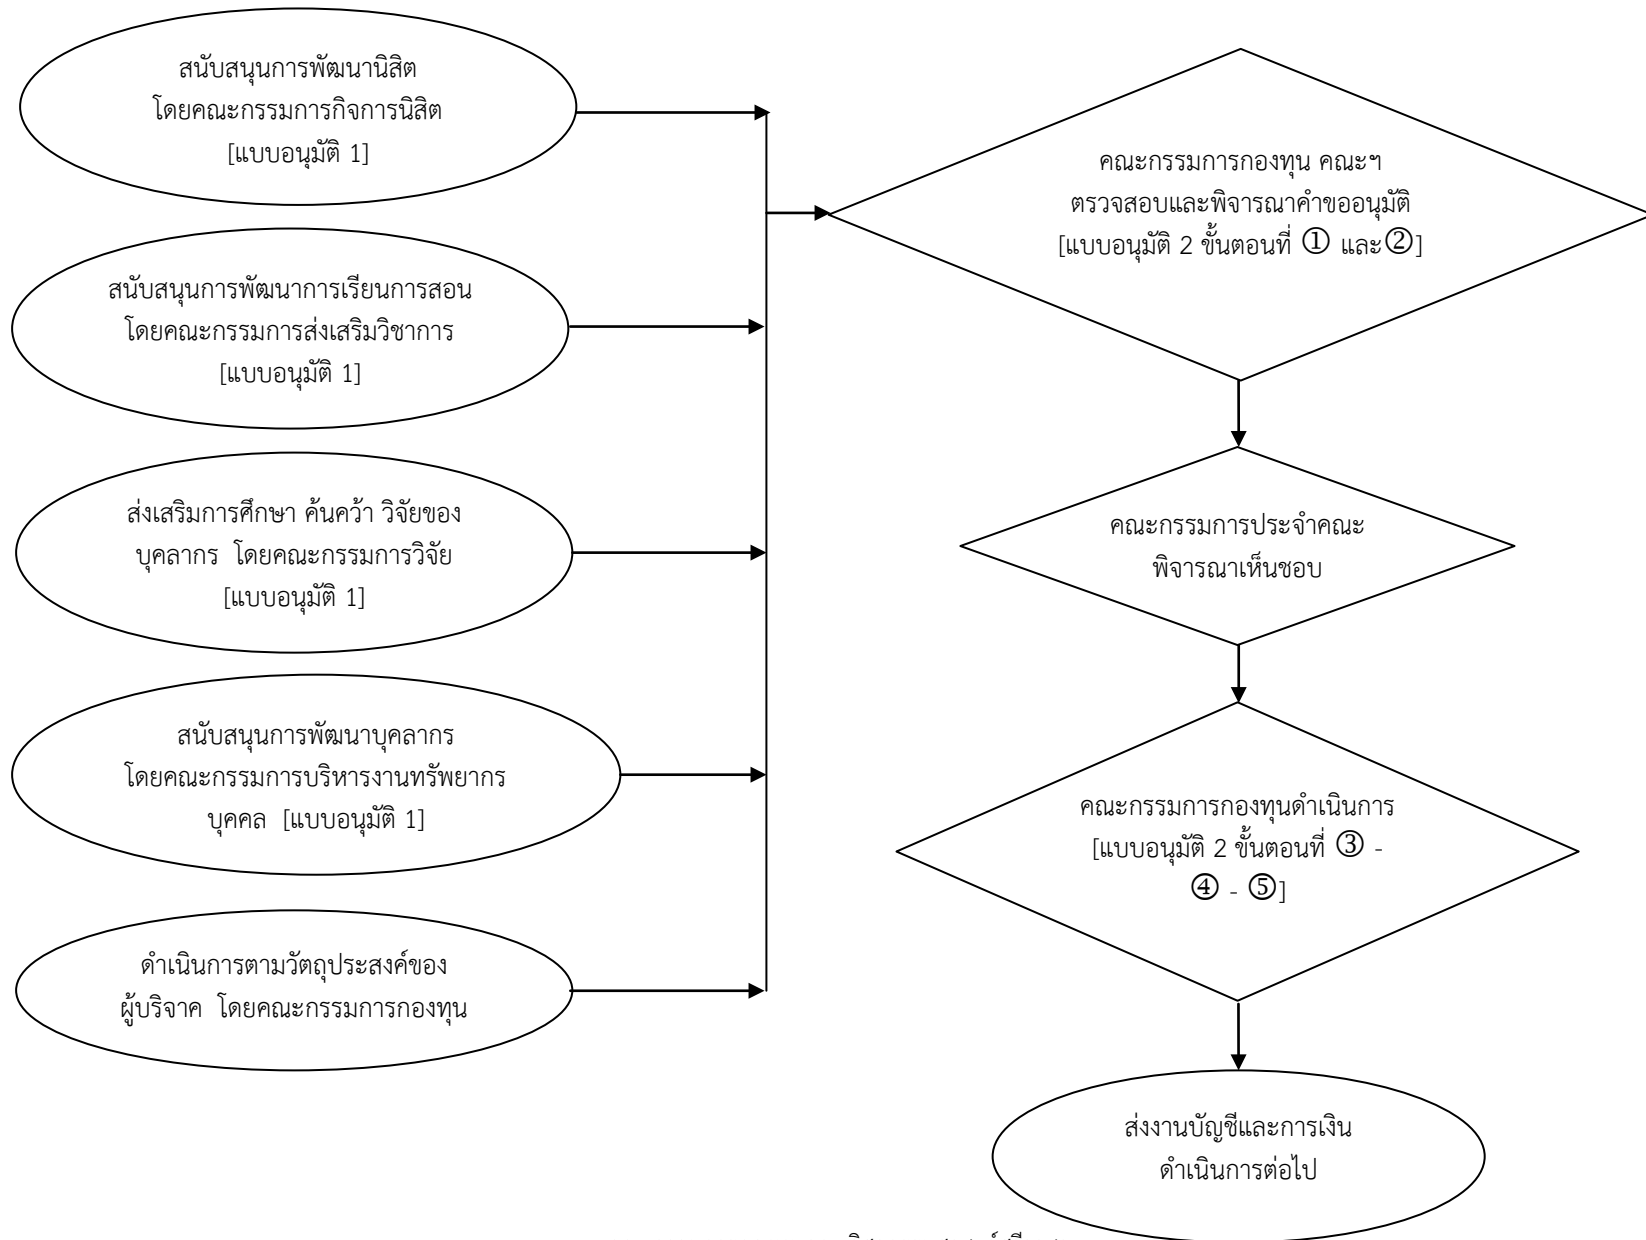 สนับสนุนการพัฒนานิสิต
โดยคณะกรรมการกิจการนิสิต
[แบบอนุมัติ 1]
สนับสนุนการพัฒนาการเรียนการสอน
โดยคณะกรรมการส่งเสริมวิชาการ
[แบบอนุมัติ 1]
ส่งเสริมการศึกษา ค้นคว้า วิจัยของ
บุคลากร โดยคณะกรรมการวิจัย
[แบบอนุมัติ 1]
สนับสนุนการพัฒนาบุคลากร
โดยคณะกรรมการบริหารงานทรัพยากร
บุคคล [แบบอนุมัติ 1]
ดำเนินการตามวัตถุประสงค์ของ
ผู้บริจาค โดยคณะกรรมการกองทุน
คณะกรรมการกองทุน คณะฯ
ตรวจสอบและพิจารณาคำขออนุมัติ
[แบบอนุมัติ 2 ขั้นตอนที่ ① และ②]
คณะกรรมการประจำคณะ
พิจารณาเห็นชอบ
คณะกรรมการกองทุนดำเนินการ
[แบบอนุมัติ 2 ขั้นตอนที่ ③ -
④ - ⑤]
ส่งงานบัญชีและการเงิน
ดำเนินการต่อไป